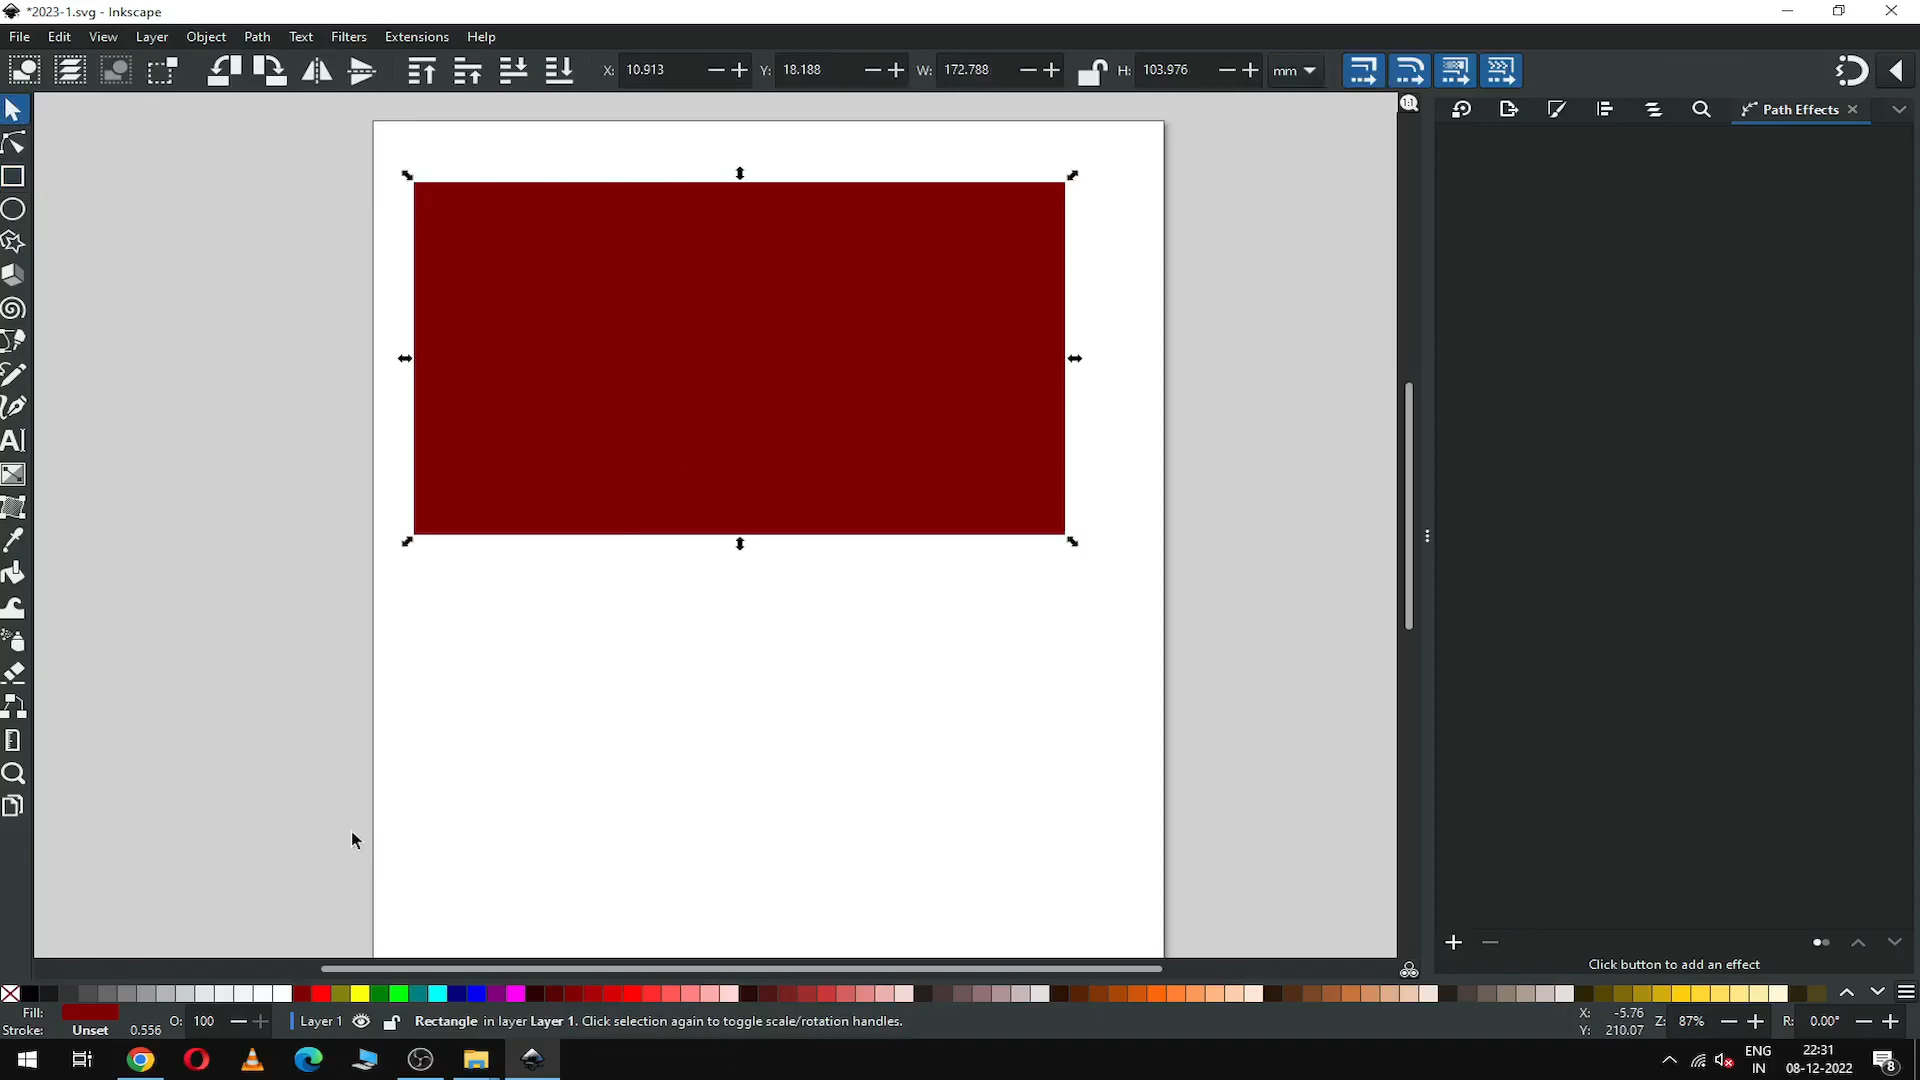 *2023-1.svg - Inkscape
File Edit View Layer Object Path Text Filters Extensions Help
X: 10.913 Y: 18.188 W: 172.788 H: 103.976 mm
1:1
Path Effects
Click button to add an effect
Fill:
Stroke: Unset 0.556 O: 100 Layer 1 Rectangle in layer Layer 1. Click selection again to toggle scale/rotation handles.
X: -5.76
Y: 210.07
Z: 87% R: 0.00°
ENG
IN
22:31
08-12-2022
8